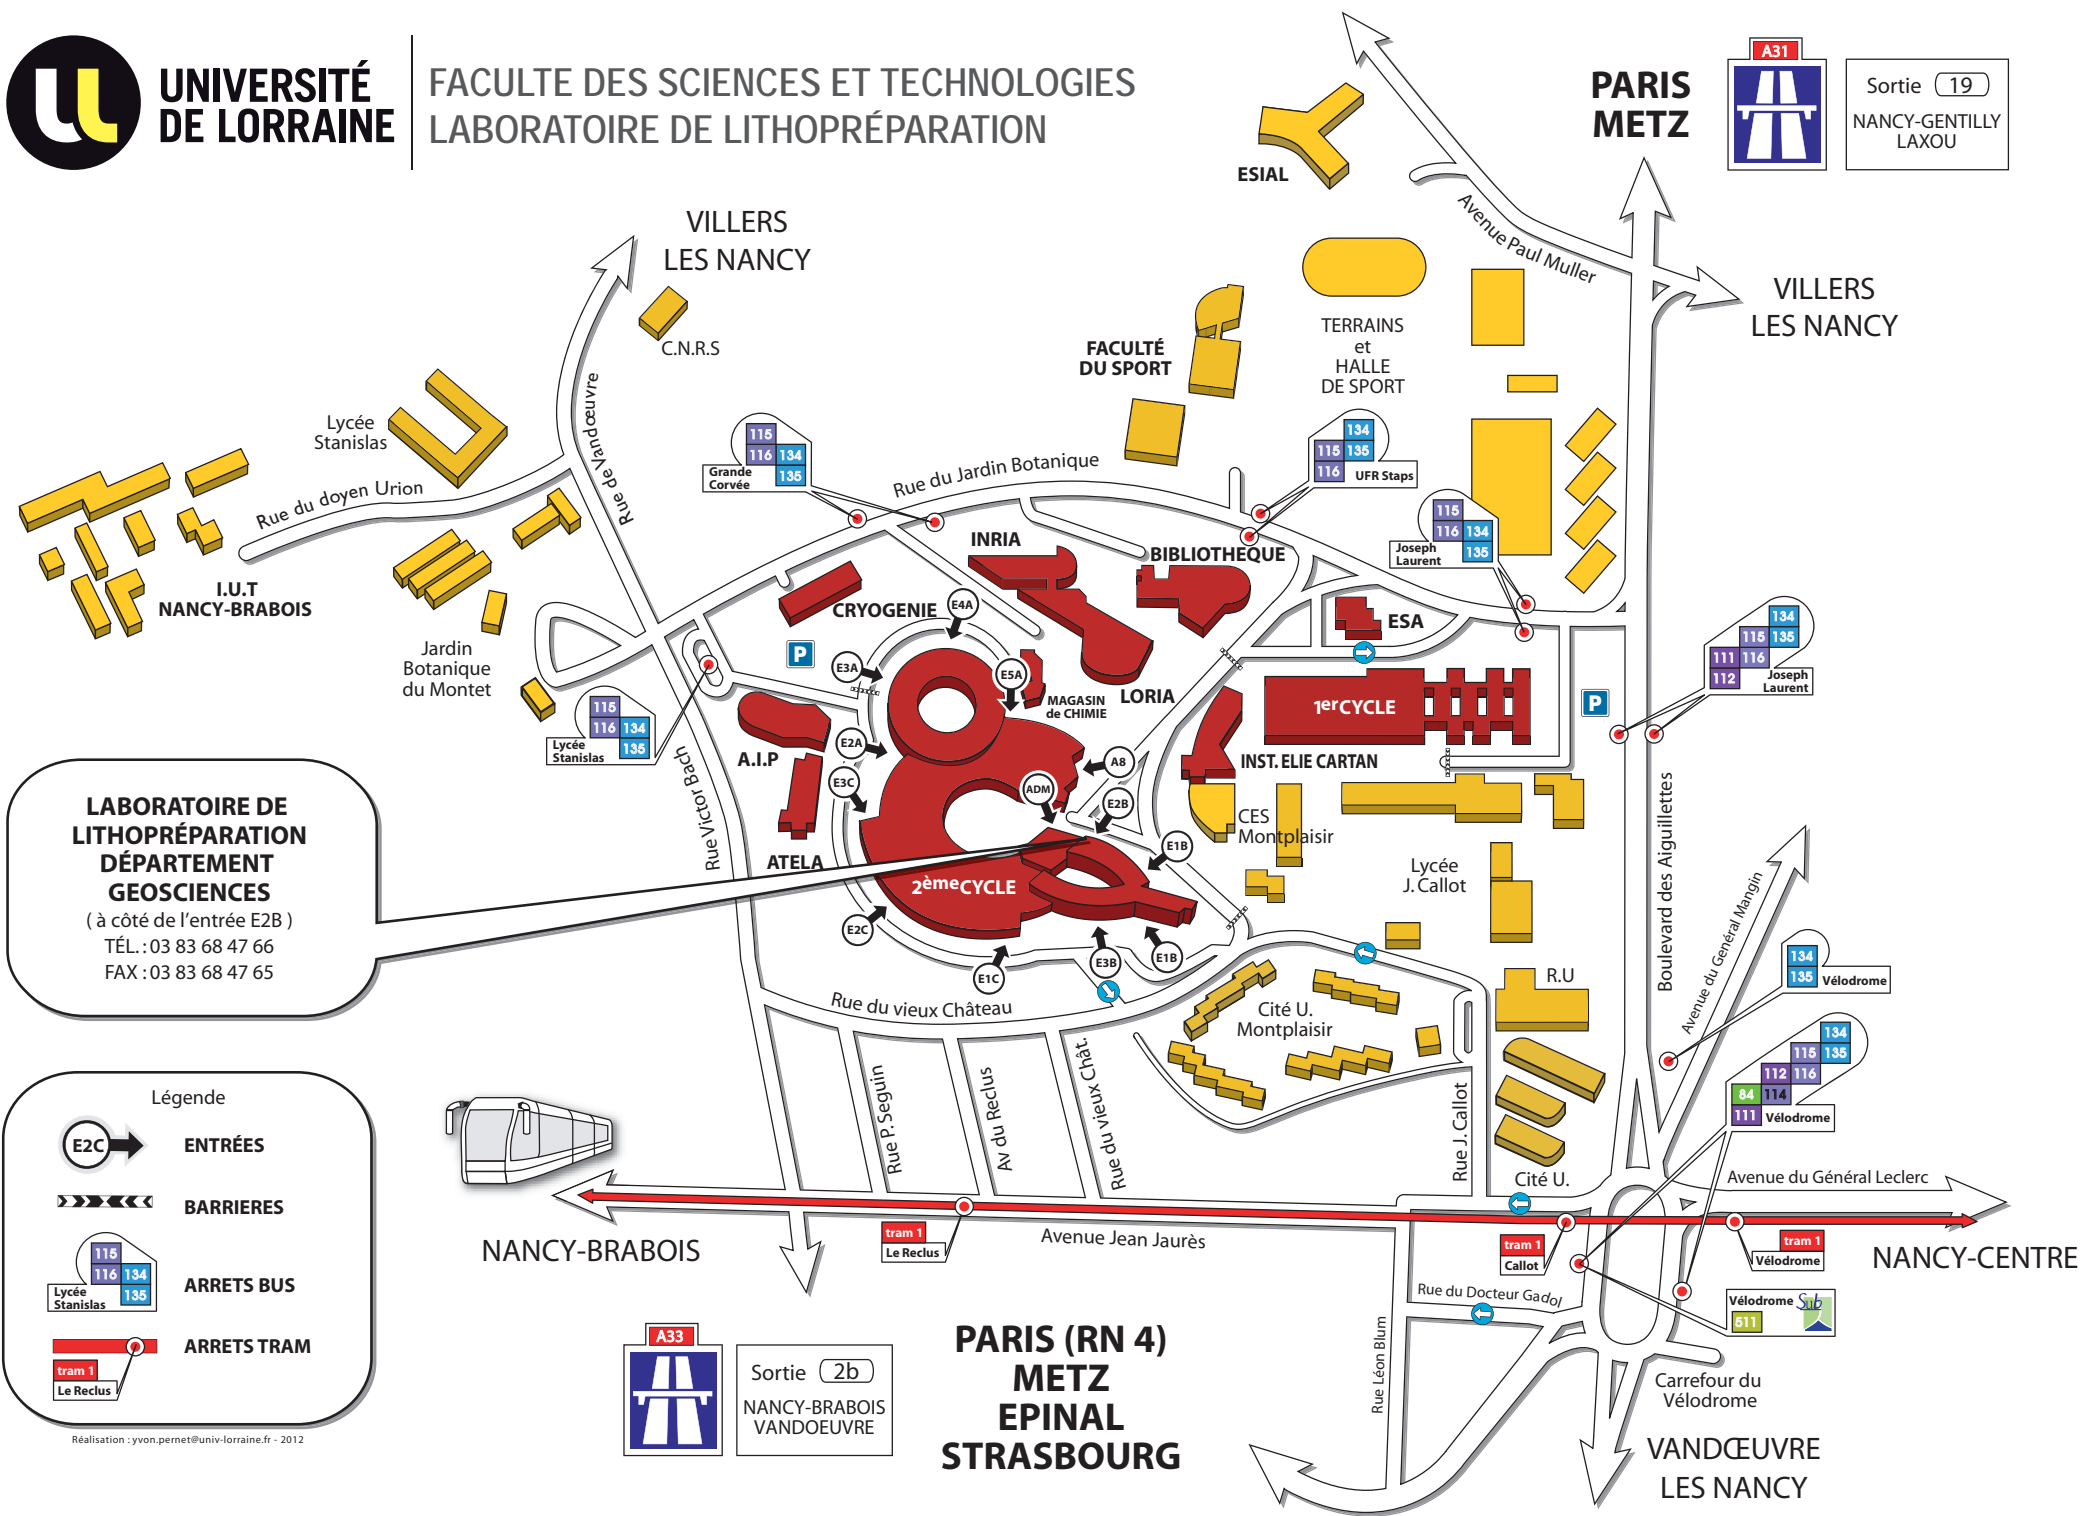 UNIVERSITÉ
DE LORRAINE
FACULTE DES SCIENCES ET TECHNOLOGIES
LABORATOIRE DE LITHOPRÉPARATION
ESIAL
PARIS
METZ
A31
Sortie 19
NANCY-GENTILLY
LAXOU
Avenue Paul Muller
VILLERS
LES NANCY
VILLERS
LES NANCY
C.N.R.S
Rue de Vandœuvre
Lycée
Stanislas
Rue du doyen Urion
I.U.T
NANCY-BRABOIS
Jardin
Botanique
du Montet
FACULTÉ
DU SPORT
TERRAINS
et
HALLE
DE SPORT
115
116 134
135
Grande
Corvée
Rue du Jardin Botanique
134
115 135
116
UFR Staps
115
116 134
135
Joseph
Laurent
134
115 135
111 116
112
Joseph
Laurent
115
116 134
135
Lycée
Stanislas
INRIA
BIBLIOTHEQUE
CRYOGENIE
E4A
E3A
E5A
P
MAGASIN
de CHIMIE
LORIA
ESA
1er CYCLE
P
INST. ELIE CARTAN
A.I.P
E2A
E3C
A8
ADM
E2B
E1B
ATELA
2ème CYCLE
E2C
E1C
E3B
E1B
CES
Montplaisir
Lycée
J. Callot
Rue Victor Bach
Boulevard des Aiguillettes
Avenue du Genéral Mangin
LABORATOIRE DE
LITHOPRÉPARATION
DÉPARTEMENT
GEOSCIENCES
( à côté de l'entrée E2B )
TÉL. : 03 83 68 47 66
FAX : 03 83 68 47 65
Rue du vieux Château
Cité U.
Montplaisir
R.U
134
135
Vélodrome
134
115 135
112 116
84 114
111
Vélodrome
Rue P. Seguin
Av du Reclus
Rue du vieux Chât.
Rue J. Callot
Cité U.
Avenue du Général Leclerc
Légende
E2C
ENTRÉES
BARRIERES
115
116 134
135
Lycée
Stanislas
ARRETS BUS
ARRETS TRAM
tram 1
Le Reclus
Réalisation : yvon.pernet@univ-lorraine.fr - 2012
NANCY-BRABOIS
tram 1
Le Reclus
Avenue Jean Jaurès
tram 1
Callot
tram 1
Vélodrome
NANCY-CENTRE
Rue du Docteur Gadol
Vélodrome Sub
511
Rue Léon Blum
Carrefour du
Vélodrome
A33
Sortie 2b
NANCY-BRABOIS
VANDOEUVRE
PARIS (RN 4)
METZ
EPINAL
STRASBOURG
VANDŒUVRE
LES NANCY